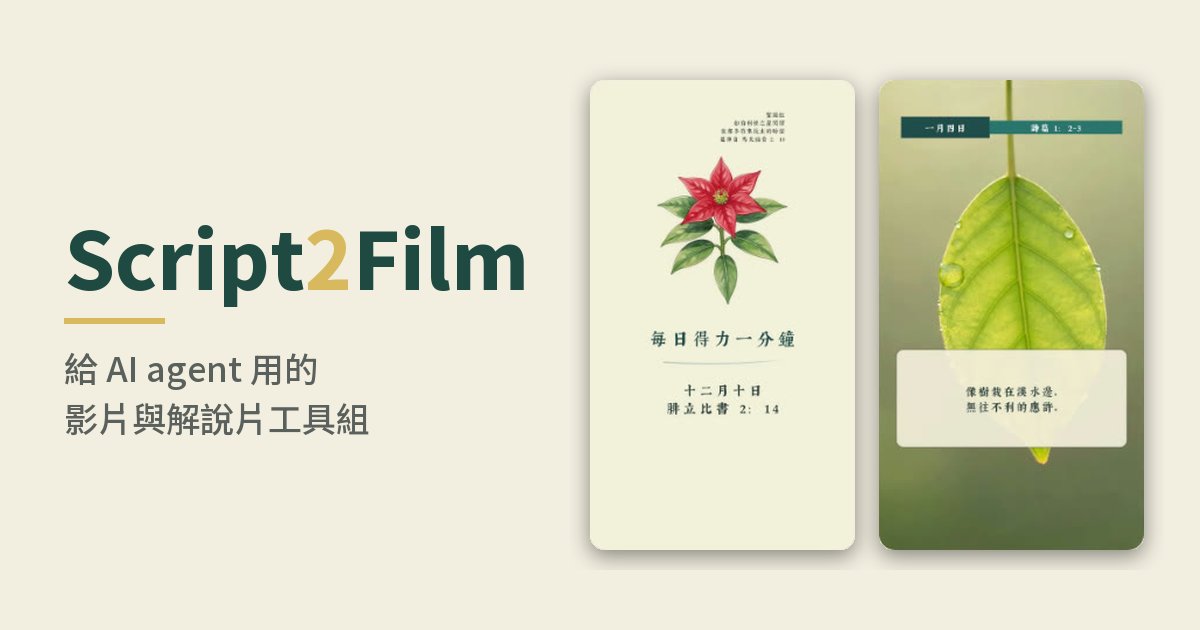 Script2Film
給 AI agent 用的
影片與解說片工具組
每日得力一分鐘
十二月十日
腓立比書 2: 14
一月四日
詩篇 1: 2-3
像樹栽在溪水邊,
無往不利的應許.